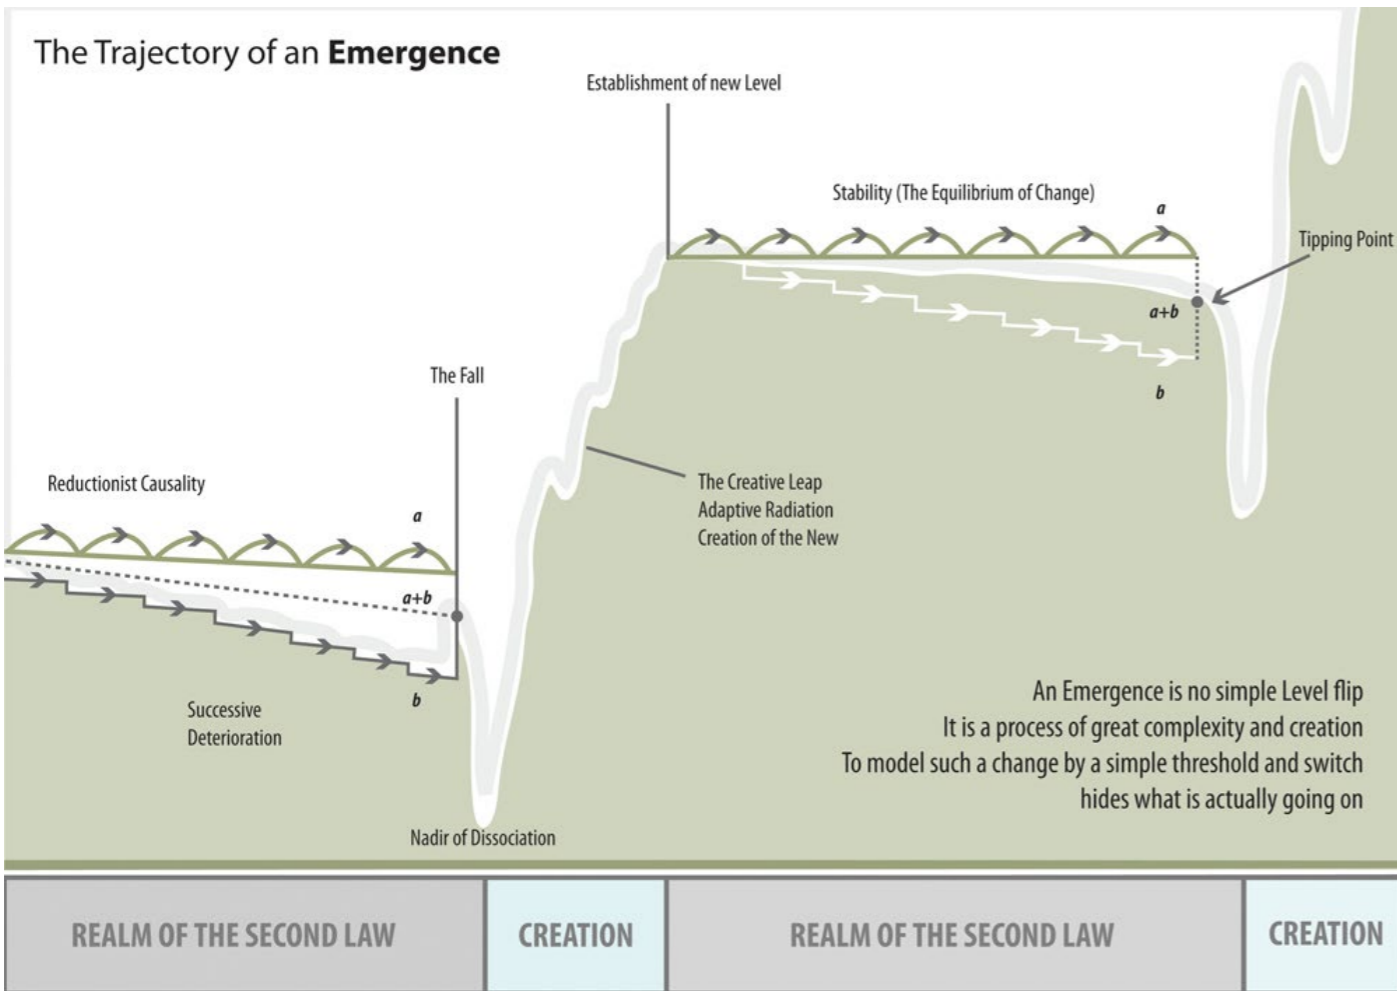 The Trajectory of an Emergence
Establishment of new Level
Stability (The Equilibrium of Change)
a
Tipping Point
a+b
b
The Fall
Reductionist Causality
a
a+b
b
The Creative Leap
Adaptive Radiation
Creation of the New
Successive
Deterioration
Nadir of Dissociation
An Emergence is no simple Level flip
It is a process of great complexity and creation
To model such a change by a simple threshold and switch
hides what is actually going on
REALM OF THE SECOND LAW
CREATION
REALM OF THE SECOND LAW
CREATION